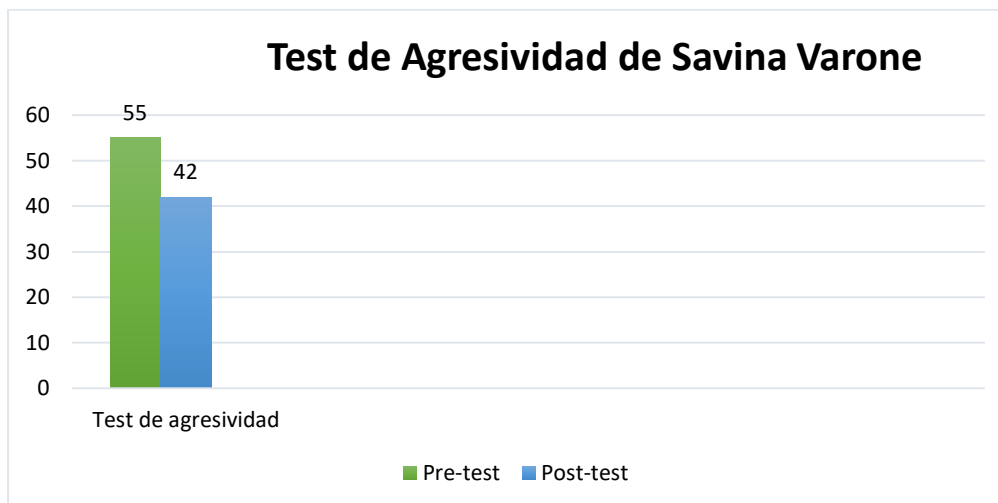 Test de Agresividad de Savina Varone
60
50
40
30
20
10
0
55
42
Test de agresividad
Pre-test
Post-test